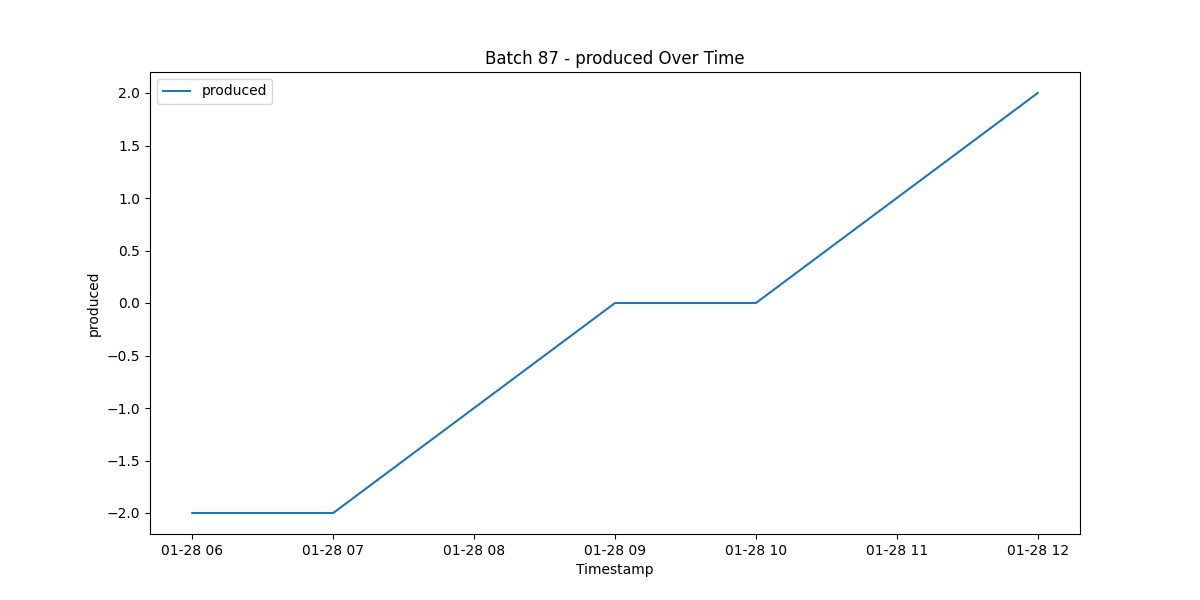 Batch 87 - produced Over Time
produced
2.0
1.5
1.0
0.5
0.0
−0.5
−1.0
−1.5
−2.0
produced
01-28 06 01-28 07 01-28 08 01-28 09 01-28 10 01-28 11 01-28 12
Timestamp